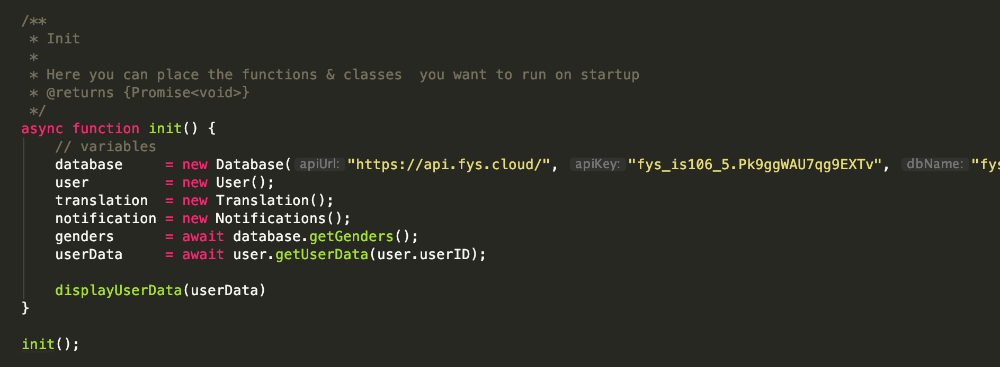 /**
 * Init
 *
 * Here you can place the functions & classes  you want to run on startup
 * @returns {Promise<void>}
 */
async function init() {
    // variables
    database     = new Database( apiUrl: "https://api.fys.cloud/", apiKey: "fys_is106_5.Pk9ggWAU7qg9EXTv", dbName: "fys
    user         = new User();
    translation  = new Translation();
    notification = new Notifications();
    genders      = await database.getGenders();
    userData     = await user.getUserData(user.userID);

    displayUserData(userData)
}

init();